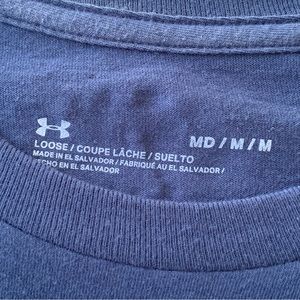 LOOSE / COUPE LÂCHE / SUELTO
MD / M / M
MADE IN EL SALVADOR / FABRIQUÉ AU EL SALVADOR /
HECHO EN EL SALVADOR